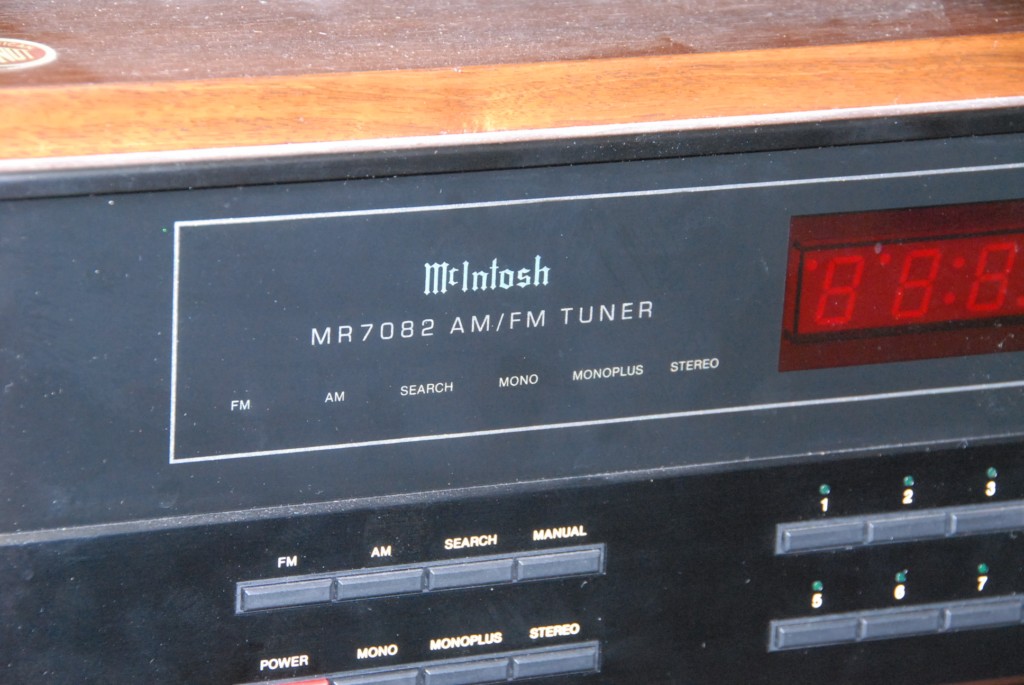 McIntosh
MR7082 AM/FM TUNER
FM AM SEARCH MONO MONOPLUS STEREO
FM AM SEARCH MANUAL
1 2 3
5 6 7
POWER MONO MONOPLUS STEREO